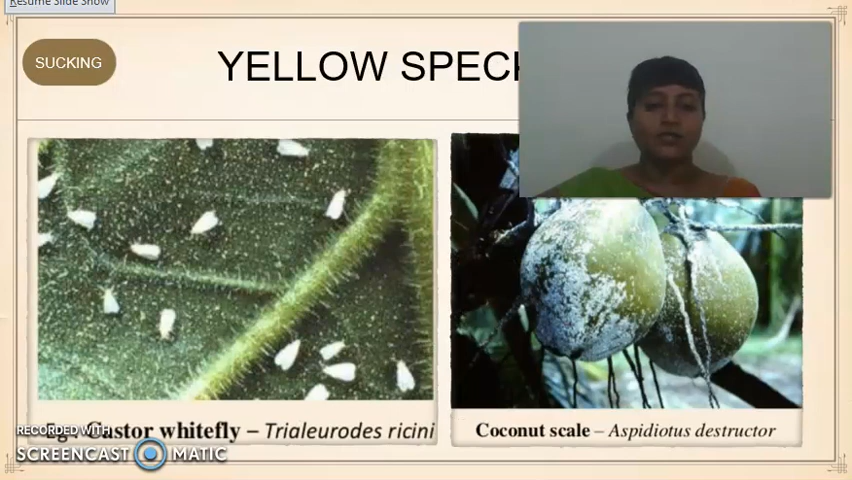 Resume Slide Show
SUCKING
YELLOW SPECK
Castor whitefly – Trialeurodes ricini
Coconut scale – Aspidiotus destructor
RECORDED WITH
SCREENCAST MATIC